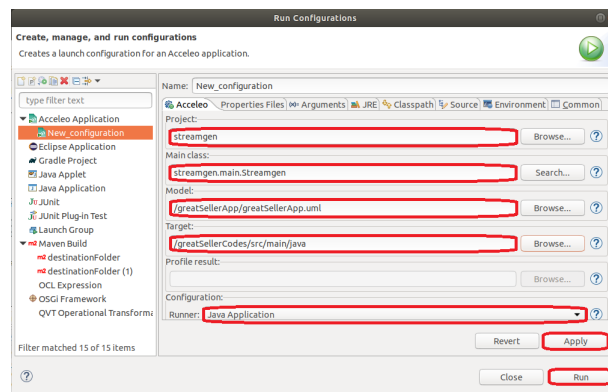 Run Configurations
Create, manage, and run configurations
Creates a launch configuration for an Acceleo application.
Name: New_configuration
type filter text
Acceleo Properties Files Arguments JRE Classpath Source Environment Common
Acceleo Application
New_configuration
Eclipse Application
Gradle Project
Java Applet
Java Application
JUnit
JUnit Plug-in Test
Launch Group
Maven Build
destinationFolder
destinationFolder (1)
OCL Expression
OSGi Framework
QVT Operational Transforma
Filter matched 15 of 15 items
Project:
streamgen Browse...
Main class:
streamgen.main.Streamgen Search...
Model:
/greatSellerApp/greatSellerApp.uml Browse...
Target:
/greatSellerCodes/src/main/java Browse...
Profile result:
Browse...
Configuration:
Runner: Java Application
Revert Apply
Close Run